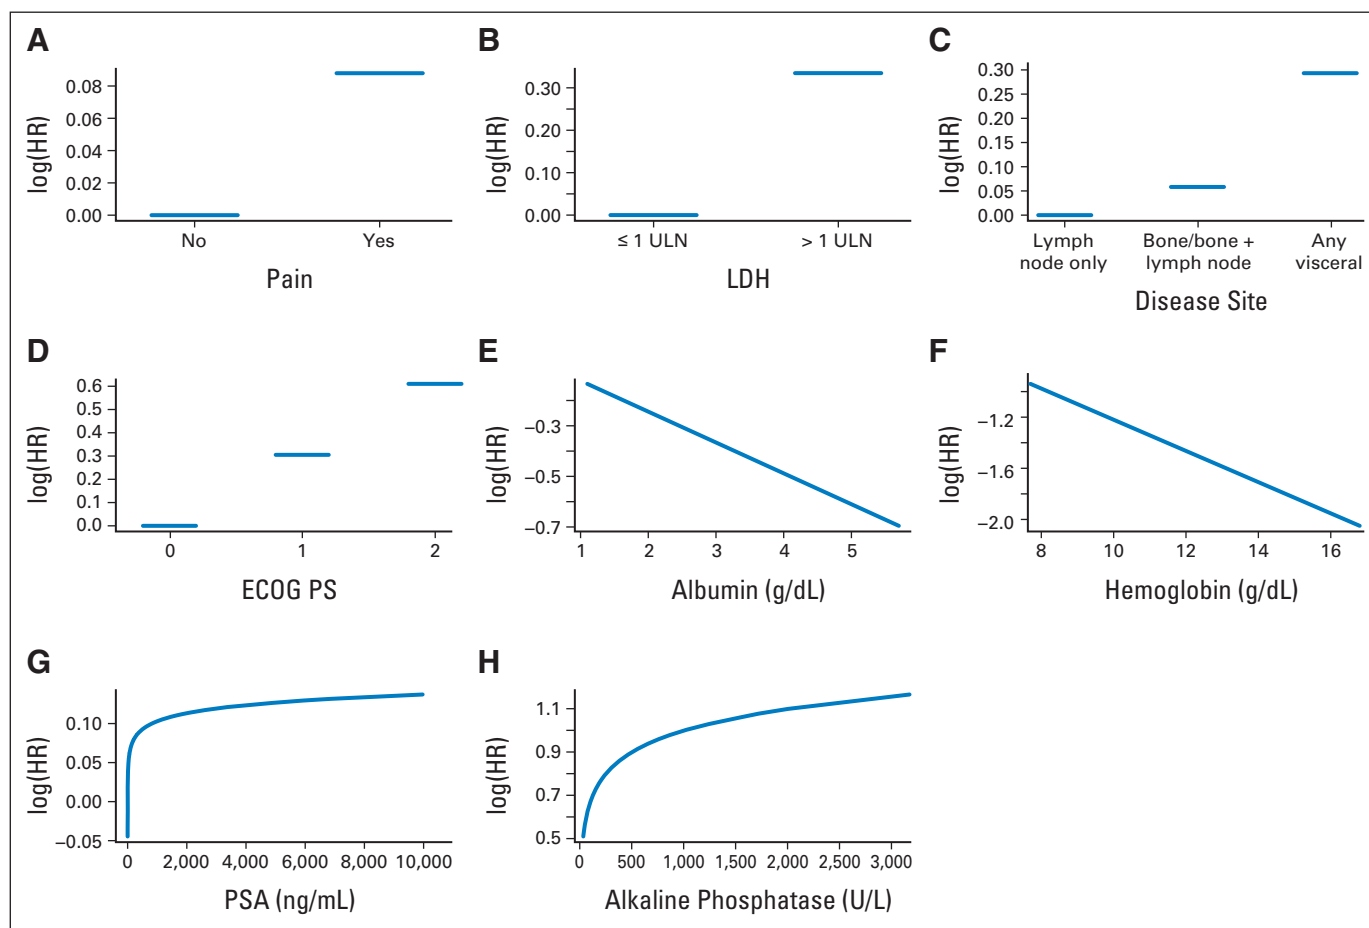 A
log(HR)
0.08
0.06
0.04
0.02
0.00
No
Yes
Pain
B
log(HR)
0.30
0.20
0.10
0.00
≤ 1 ULN
> 1 ULN
LDH
C
log(HR)
0.30
0.25
0.20
0.15
0.10
0.05
0.00
Lymph
node only
Bone/bone +
lymph node
Any
visceral
Disease Site
D
log(HR)
0.6
0.5
0.4
0.3
0.2
0.1
0.0
0
1
2
ECOG PS
E
log(HR)
−0.3
−0.5
−0.7
1
2
3
4
5
Albumin (g/dL)
F
log(HR)
−1.2
−1.6
−2.0
8
10
12
14
16
Hemoglobin (g/dL)
G
log(HR)
0.10
0.05
0.00
−0.05
0
2,000
4,000
6,000
8,000
10,000
PSA (ng/mL)
H
log(HR)
1.1
0.9
0.7
0.5
0
500
1,000
1,500
2,000
2,500
3,000
Alkaline Phosphatase (U/L)